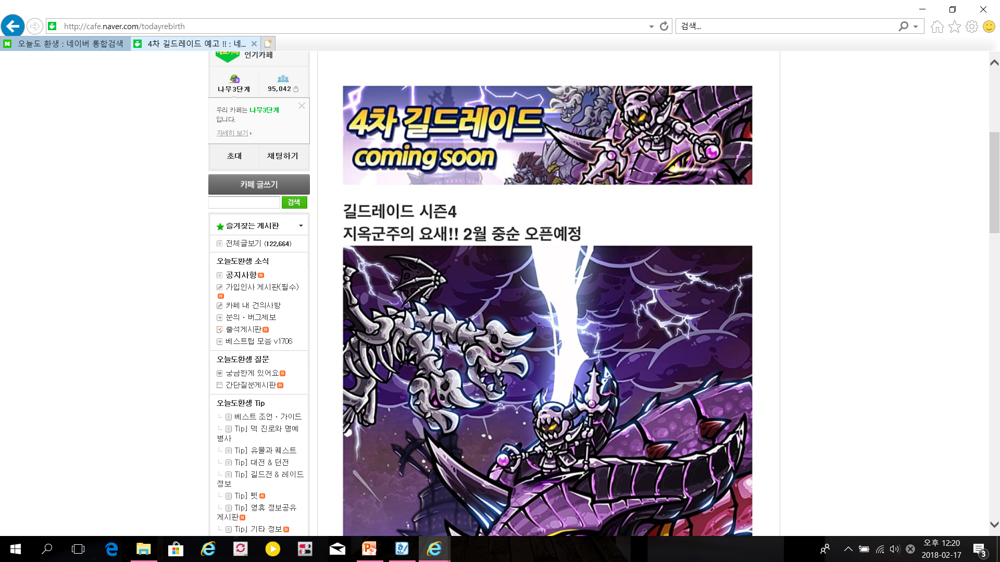 http://cafe.naver.com/todayrebirth
검색...
오늘도 환생 : 네이버 통합검색
4차 길드레이드 예고 !! : 네...
인기카페
나무3단계
95,042
우리 카페는 나무3단계
입니다.
자세히 보기
초대
채팅하기
카페 글쓰기
검색
즐겨찾는 게시판
전체글보기 (122,664)
오늘도환생 소식
공지사항
가입인사 게시판(필수)
카페 내 건의사항
문의·버그제보
출석게시판
베스트팁 모음 v1706
오늘도환생 질문
궁금한게 있어요
간단질문게시판
오늘도환생 Tip
베스트 조언·가이드
Tip] 덱 진로와 명예
병사
Tip] 유물과 퀘스트
Tip] 대전 & 던전
Tip] 길드전 & 레이드
정보
Tip] 펫
Tip] 영휴 정보공유
게시판
Tip] 기타 정보
4차 길드레이드
coming soon
길드레이드 시즌4
지옥군주의 요새!! 2월 중순 오픈예정
오후 12:20
2018-02-17
3